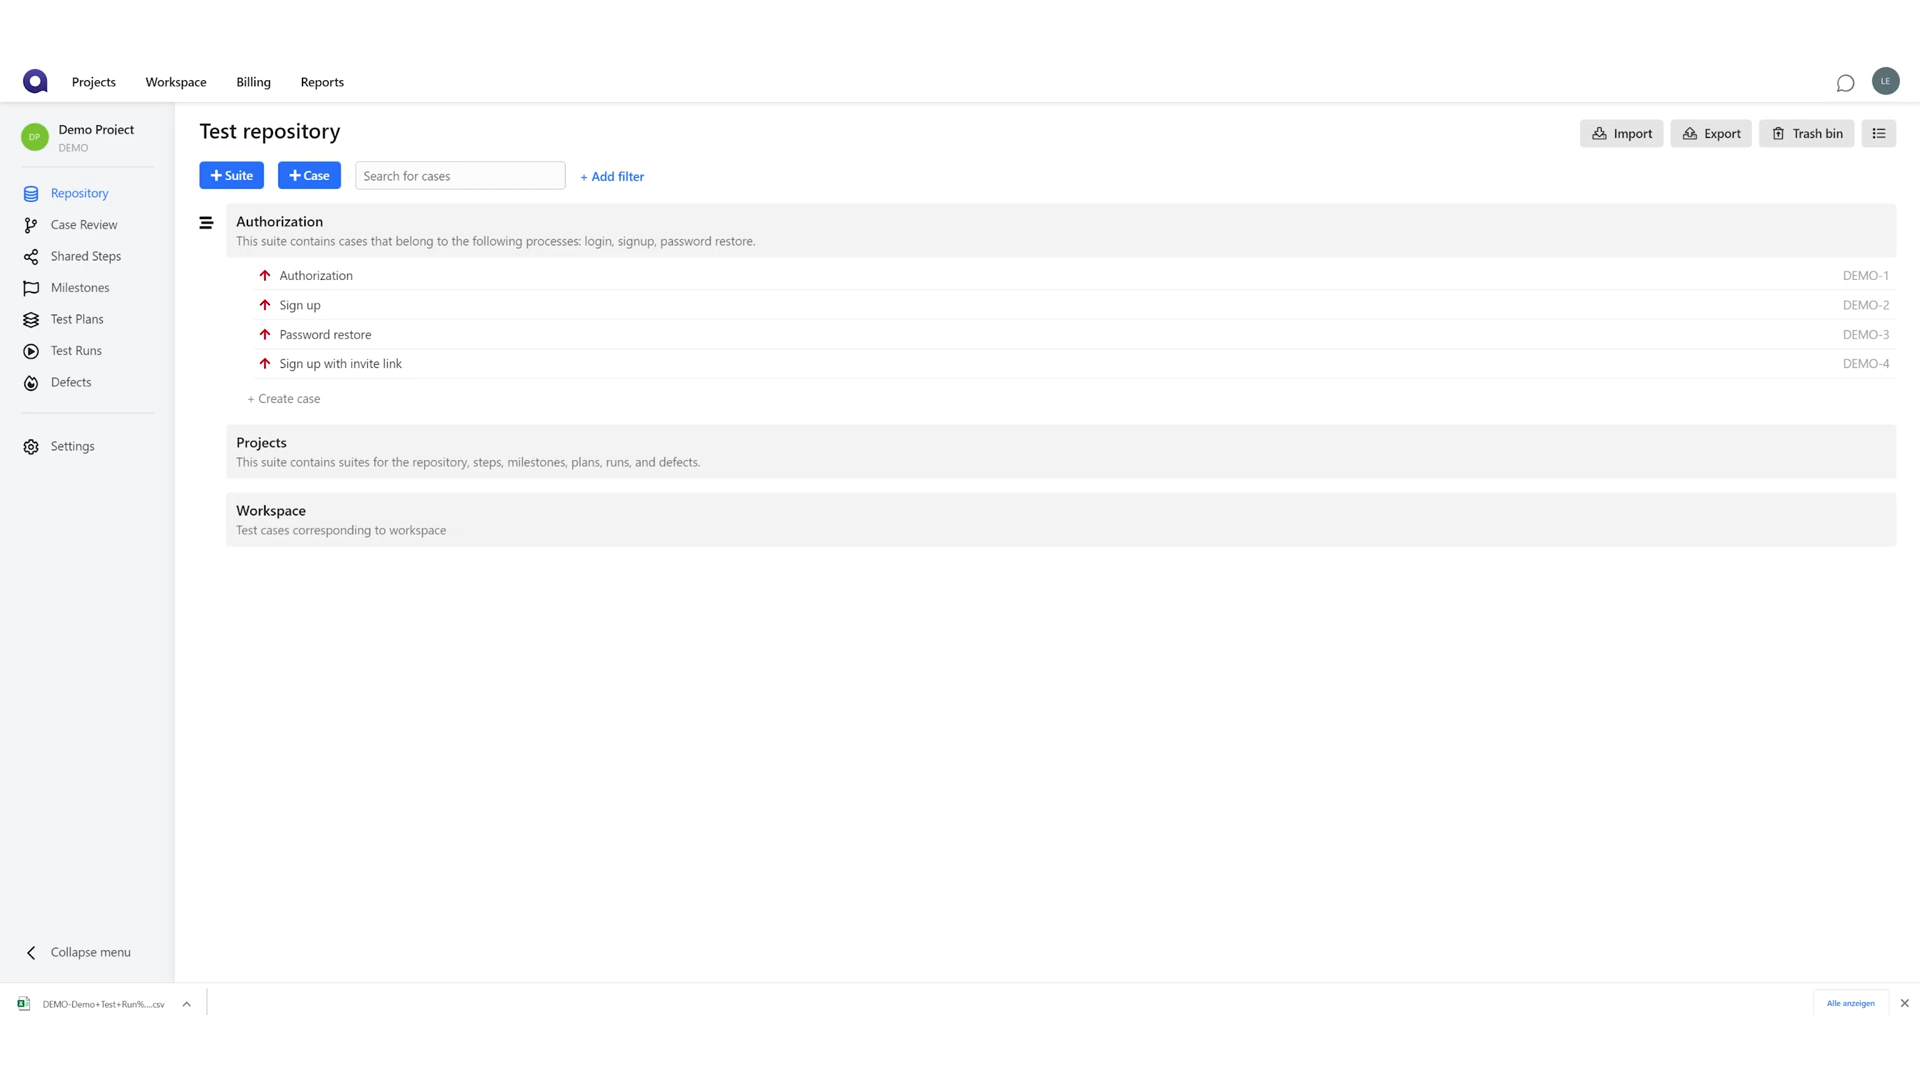 Projects
Workspace
Billing
Reports
LE
DP
Demo Project
DEMO
Repository
Case Review
Shared Steps
Milestones
Test Plans
Test Runs
Defects
Settings
Collapse menu
Test repository
Import
Export
Trash bin
+ Suite
+ Case
Search for cases
+ Add filter
Authorization
This suite contains cases that belong to the following processes: login, signup, password restore.
Authorization DEMO-1
Sign up DEMO-2
Password restore DEMO-3
Sign up with invite link DEMO-4
+ Create case
Projects
This suite contains suites for the repository, steps, milestones, plans, runs, and defects.
Workspace
Test cases corresponding to workspace
DEMO-Demo+Test+Run%....csv
Alle anzeigen